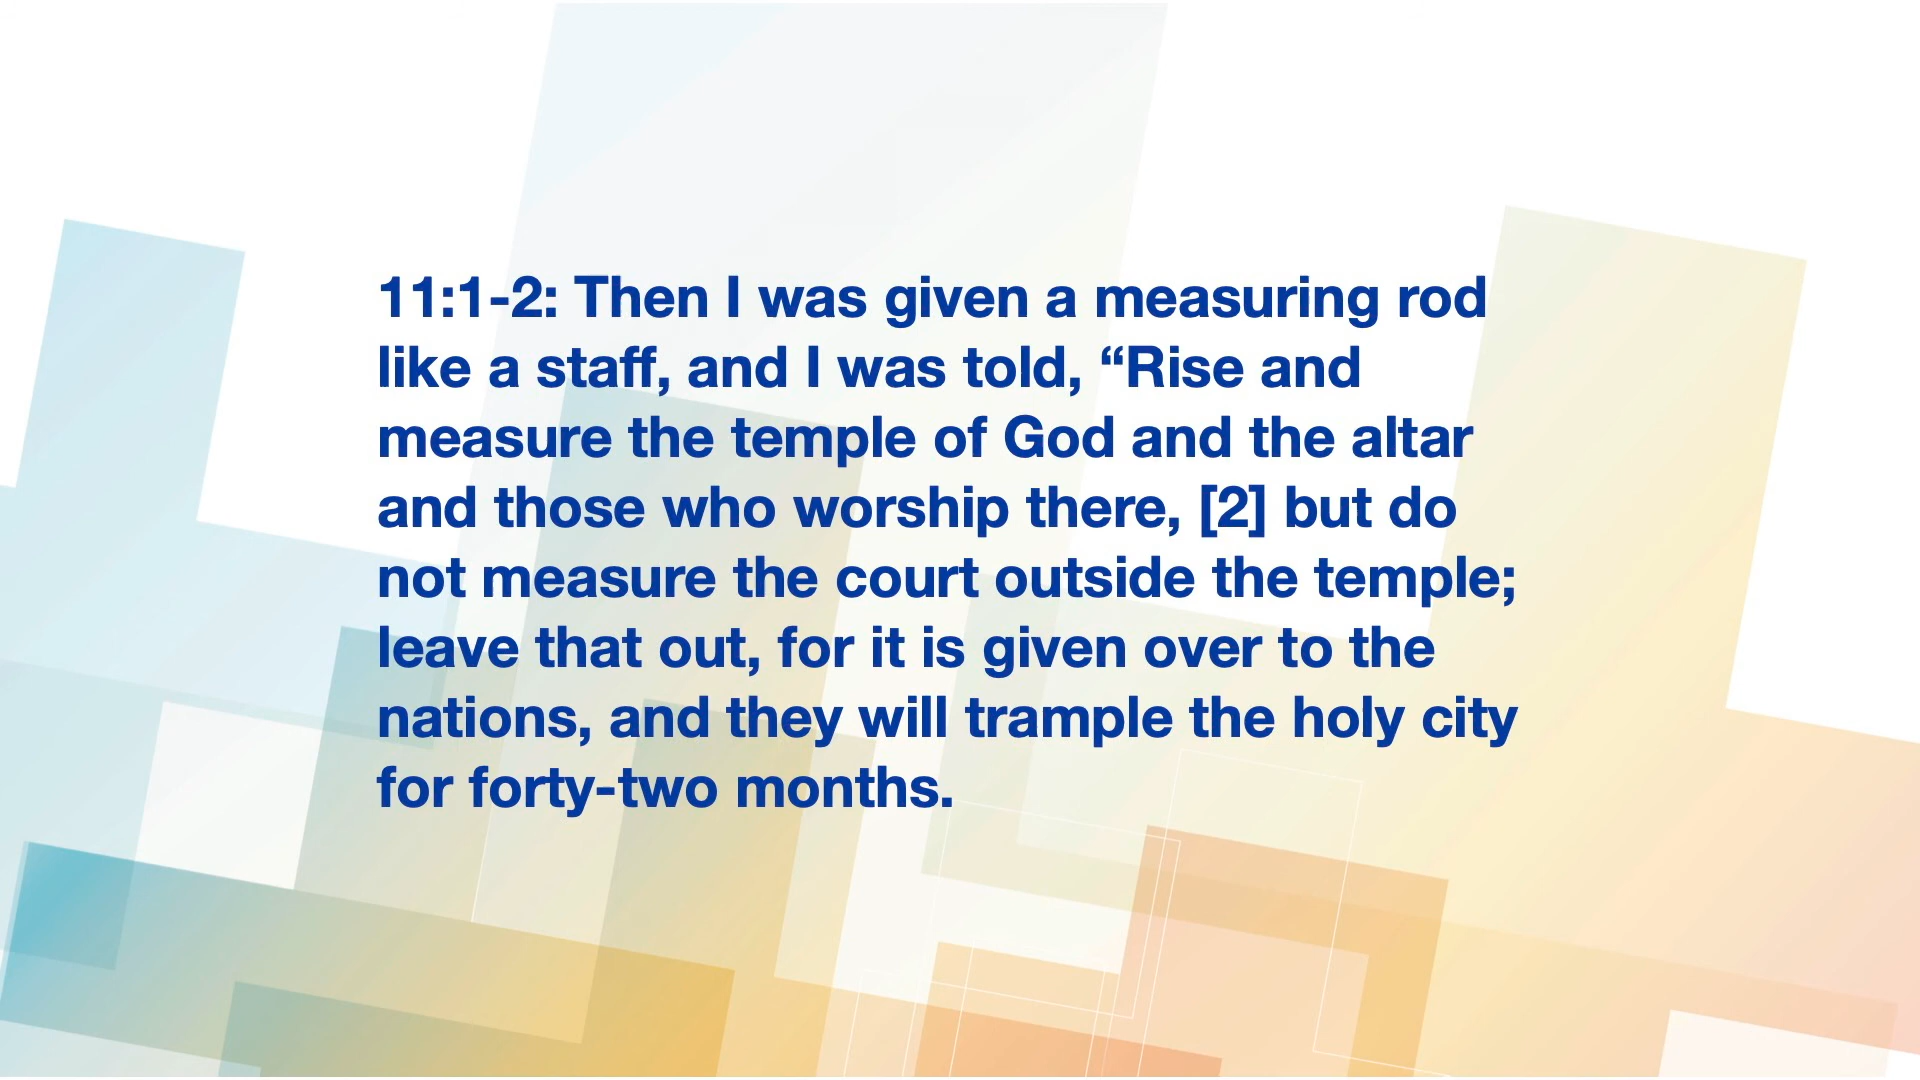 11:1-2: Then I was given a measuring rod
like a staff, and I was told, “Rise and
measure the temple of God and the altar
and those who worship there, [2] but do
not measure the court outside the temple;
leave that out, for it is given over to the
nations, and they will trample the holy city
for forty-two months.